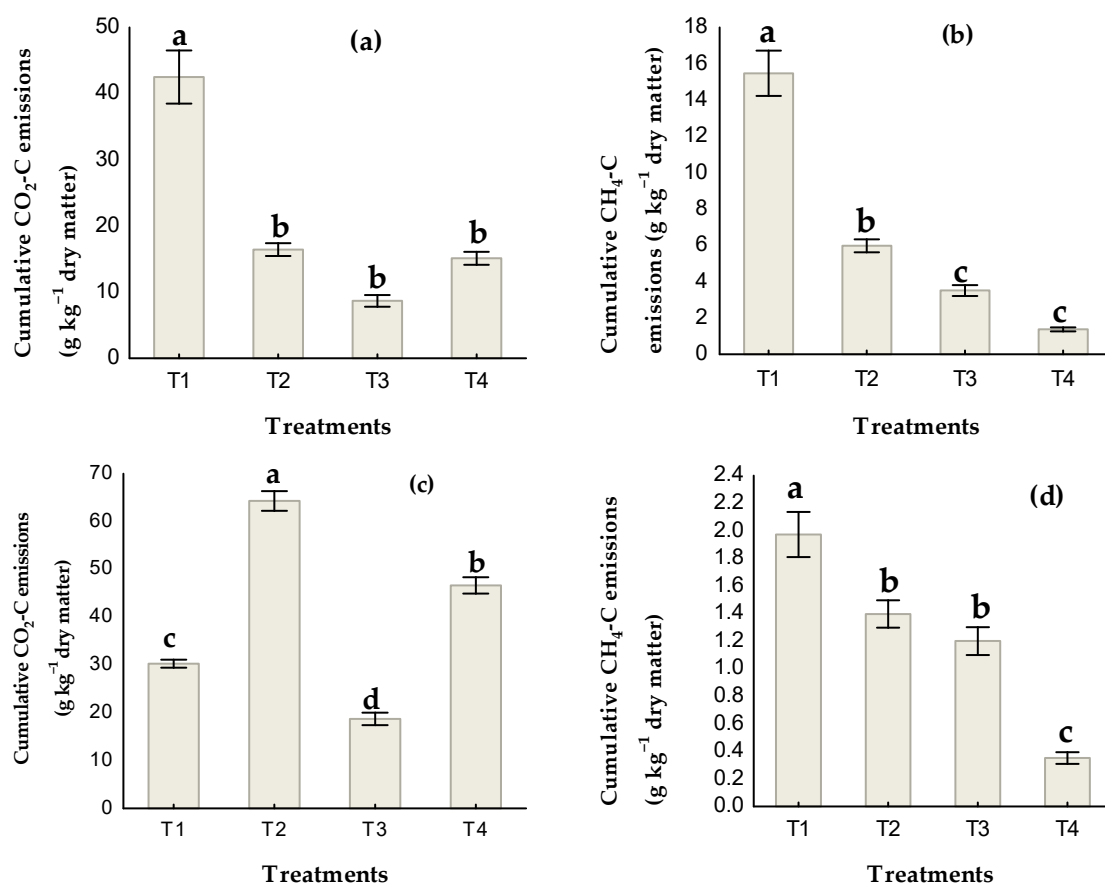 Cumulative CO₂-C emissions
(g kg⁻¹ dry matter)
50
40
30
20
10
0
(a)
a
b
b
b
T1 T2 T3 T4
Treatments
Cumulative CH₄-C
emissions (g kg⁻¹ dry matter)
18
16
14
12
10
8
6
4
2
0
(b)
a
b
c
c
T1 T2 T3 T4
Treatments
Cumulative CO₂-C emissions
(g kg⁻¹ dry matter)
70
60
50
40
30
20
10
0
(c)
c
a
d
b
T1 T2 T3 T4
Treatments
Cumulative CH₄-C emissions
(g kg⁻¹ dry matter)
2.4
2.2
2.0
1.8
1.6
1.4
1.2
1.0
0.8
0.6
0.4
0.2
0.0
(d)
a
b
b
c
T1 T2 T3 T4
Treatments